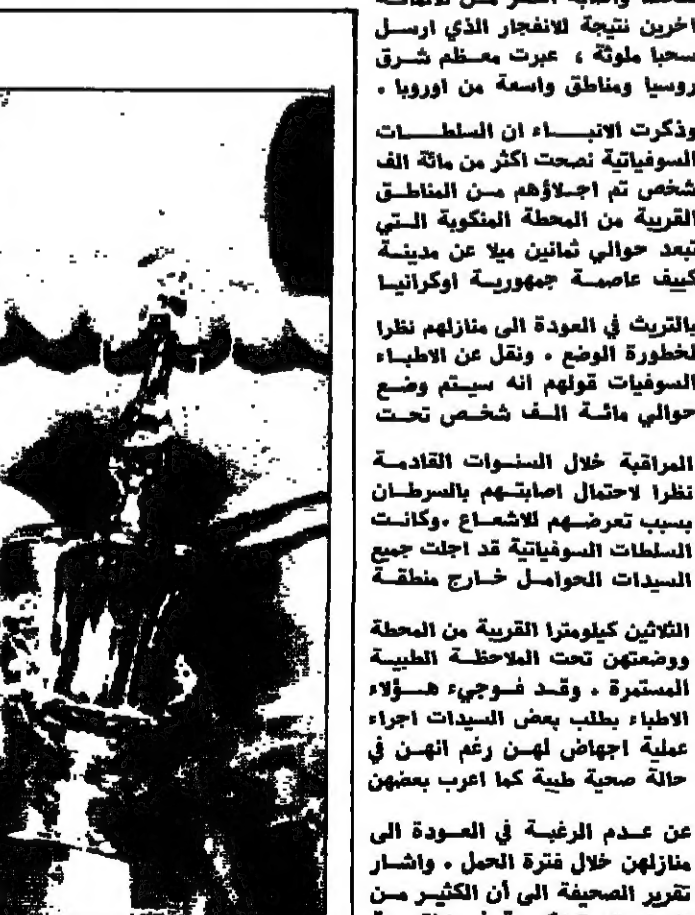 اخرين نتيجة للانفجار الذي ارسل
سحبا ملوثة ، عبرت معظم شرق
روسيا ومناطق واسعة من اوروبا .
وذكرت الانباء ان السلطات
السوفياتية نصحت اكثر من مائة الف
شخص تم اجلاؤهم من المناطق
القريبة من المحطة المنكوبة التي
تبعد حوالي ثمانين ميلا عن مدينة
كييف عاصمة جمهورية اوكرانيا
بالتريث في العودة الى منازلهم نظرا
لخطورة الوضع . ونقل عن الاطباء
السوفيات قولهم انه سيتم وضع
حوالي مائة الف شخص تحت
المراقبة خلال السنوات القادمة
نظرا لاحتمال اصابتهم بالسرطان
بسبب تعرضهم للاشعاع .وكانت
السلطات السوفياتية قد اجلت جميع
السيدات الحوامل خارج منطقة
الثلاثين كيلومترا القريبة من المحطة
ووضعتهن تحت الملاحظة الطبية
المستمرة . وقد فوجيء هؤلاء
الاطباء بطلب بعض السيدات اجراء
عملية اجهاض لهن رغم انهن في
حالة صحية طيبة كما اعرب بعضهن
عن عدم الرغبة في العودة الى
منازلهن خلال فترة الحمل . واشار
تقرير الصحيفة الى أن الكثير من